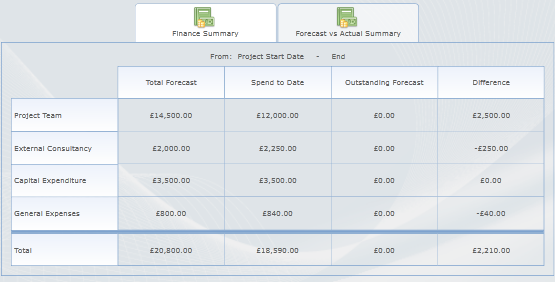 Finance Summary
Forecast vs Actual Summary
From: Project Start Date - End
Total Forecast Spend to Date Outstanding Forecast Difference
Project Team £14,500.00 £12,000.00 £0.00 £2,500.00
External Consultancy £2,000.00 £2,250.00 £0.00 -£250.00
Capital Expenditure £3,500.00 £3,500.00 £0.00 £0.00
General Expenses £800.00 £840.00 £0.00 -£40.00
Total £20,800.00 £18,590.00 £0.00 £2,210.00